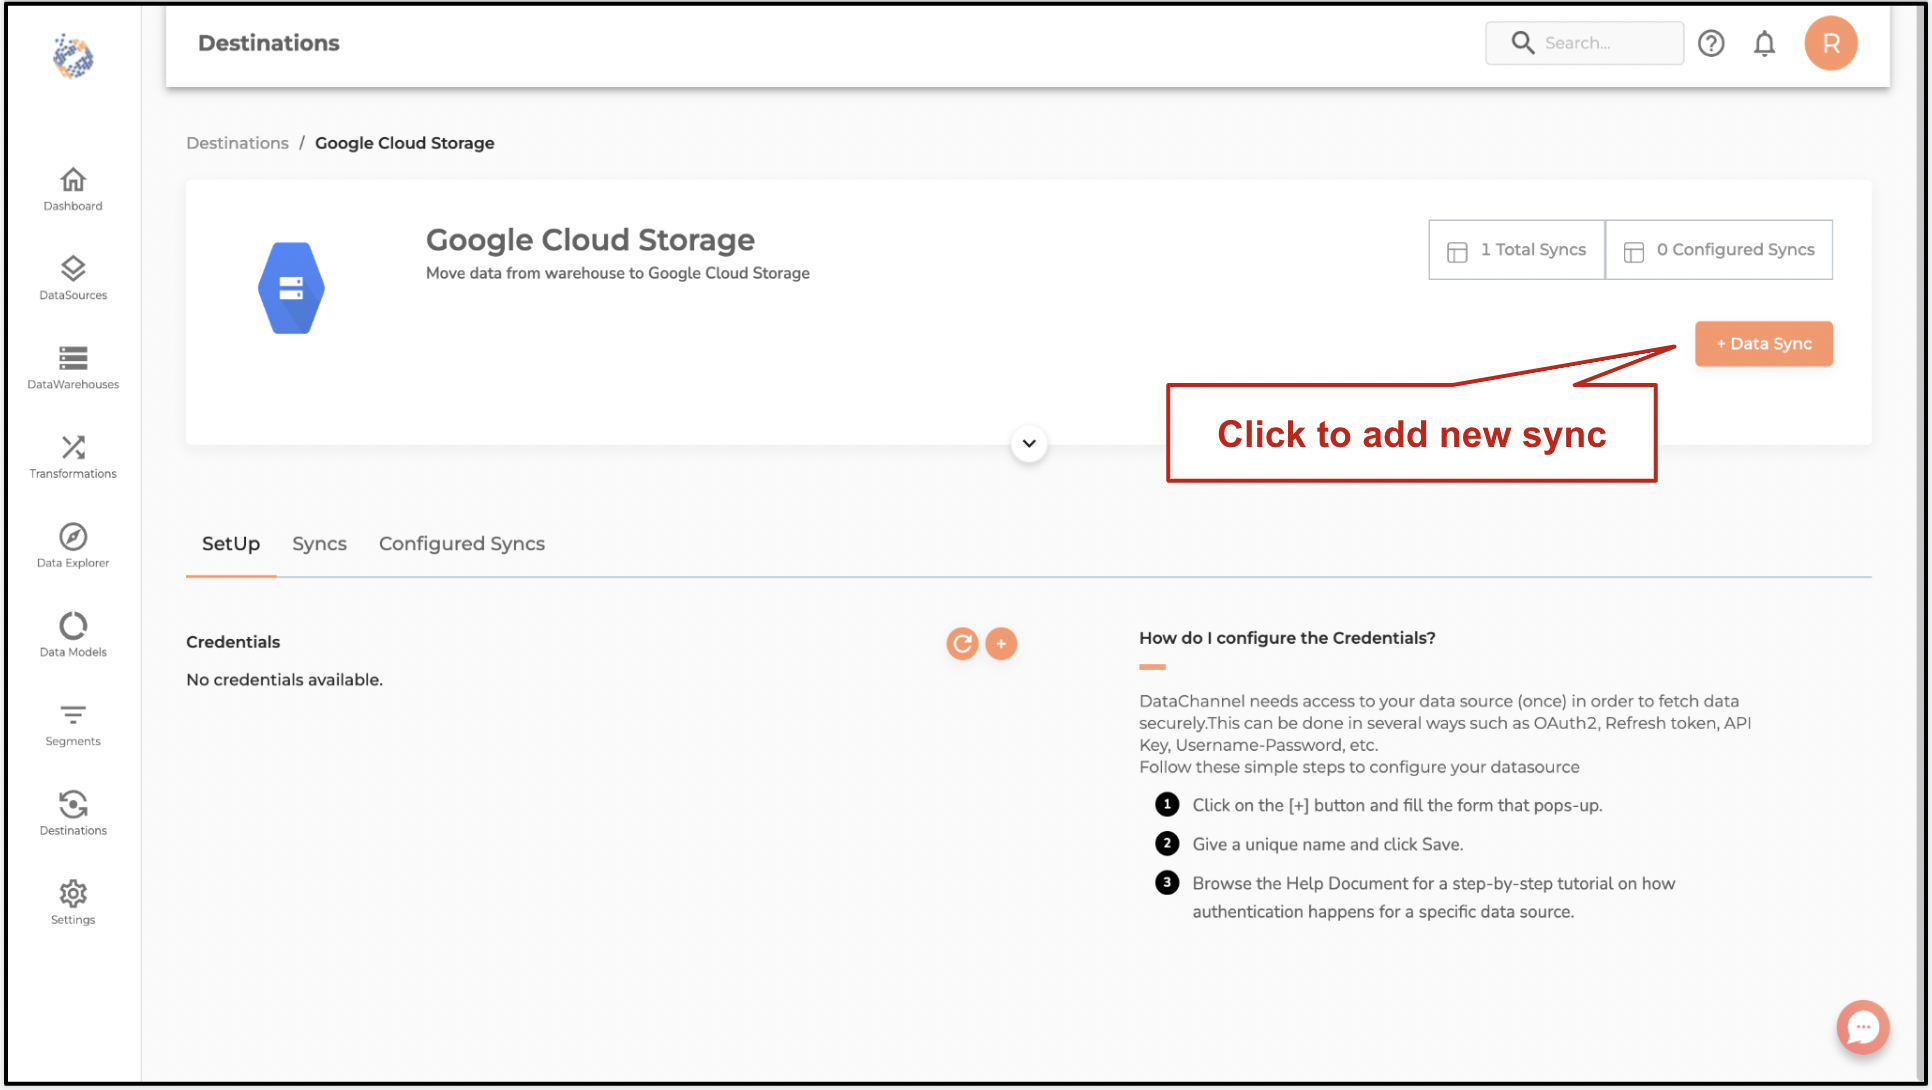 Destinations
Search...
R
Destinations / Google Cloud Storage
Dashboard
DataSources
DataWarehouses
Transformations
Data Explorer
Data Models
Segments
Destinations
Settings
Google Cloud Storage
Move data from warehouse to Google Cloud Storage
1 Total Syncs
0 Configured Syncs
+ Data Sync
Click to add new sync
SetUp
Syncs
Configured Syncs
Credentials
No credentials available.
How do I configure the Credentials?
DataChannel needs access to your data source (once) in order to fetch data
securely.This can be done in several ways such as OAuth2, Refresh token, API
Key, Username-Password, etc.
Follow these simple steps to configure your datasource
1 Click on the [+] button and fill the form that pops-up.
2 Give a unique name and click Save.
3 Browse the Help Document for a step-by-step tutorial on how
authentication happens for a specific data source.